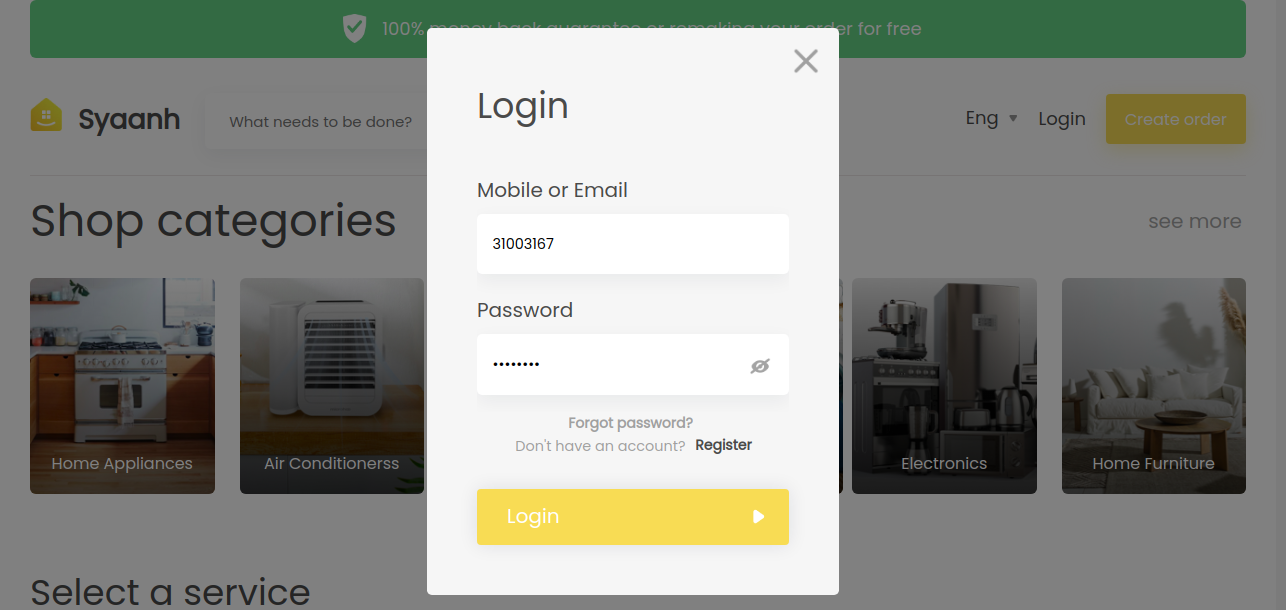 100% money back guarantee or remaking your order for free
Syaanh
What needs to be done?
Eng
Login
Create order
Shop categories
see more
Home Appliances
Air Conditionerss
Electronics
Home Furniture
Select a service
Login
Mobile or Email
31003167
Password
••••••••
Forgot password?
Don't have an account? Register
Login